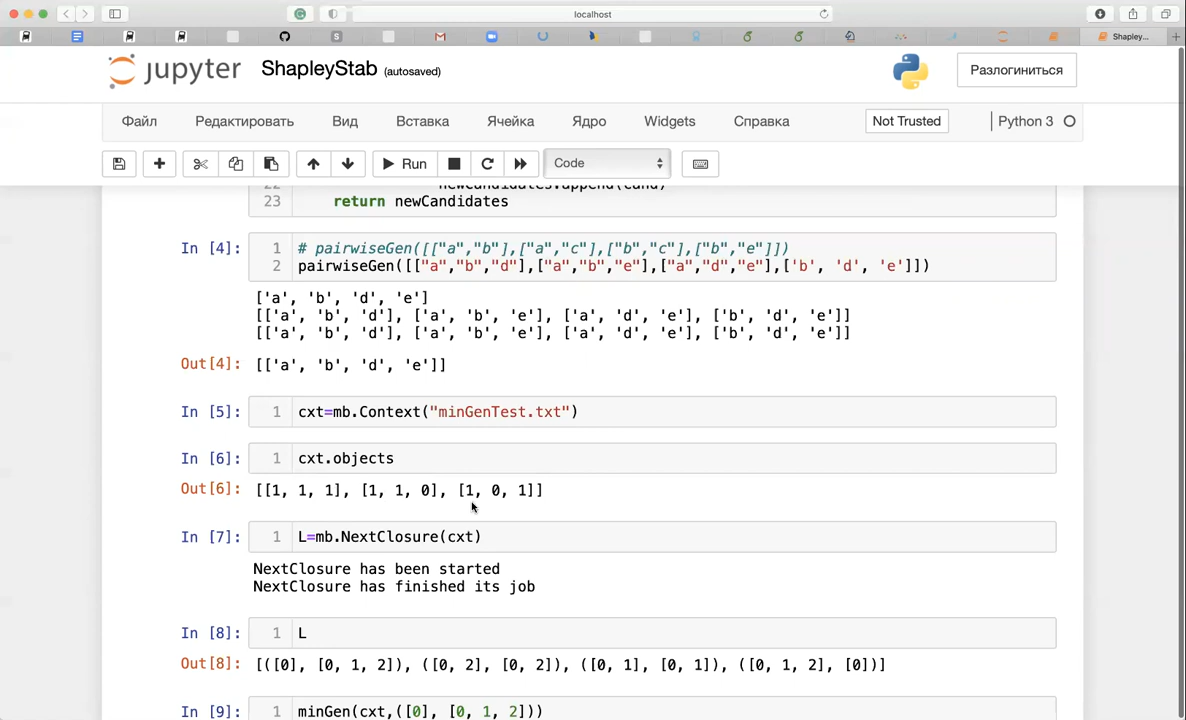 localhost
Shapley...
jupyter ShapleyStab (autosaved)
Разлогиниться
Файл Редактировать Вид Вставка Ячейка Ядро Widgets Справка Not Trusted Python 3
Run Code
22 newCandidates.append(cand)
23 return newCandidates
In [4]: 1 # pairwiseGen([["a","b"],["a","c"],["b","c"],["b","e"]])
2 pairwiseGen([["a","b","d"],["a","b","e"],["a","d","e"],['b', 'd', 'e']])
['a', 'b', 'd', 'e']
[['a', 'b', 'd'], ['a', 'b', 'e'], ['a', 'd', 'e'], ['b', 'd', 'e']]
[['a', 'b', 'd'], ['a', 'b', 'e'], ['a', 'd', 'e'], ['b', 'd', 'e']]
Out[4]: [['a', 'b', 'd', 'e']]
In [5]: 1 cxt=mb.Context("minGenTest.txt")
In [6]: 1 cxt.objects
Out[6]: [[1, 1, 1], [1, 1, 0], [1, 0, 1]]
In [7]: 1 L=mb.NextClosure(cxt)
NextClosure has been started
NextClosure has finished its job
In [8]: 1 L
Out[8]: [([0], [0, 1, 2]), ([0, 2], [0, 2]), ([0, 1], [0, 1]), ([0, 1, 2], [0])]
In [9]: 1 minGen(cxt,([0], [0, 1, 2]))